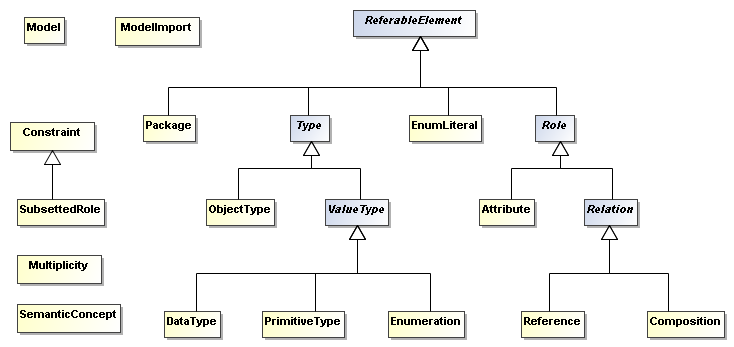 ReferableElement
Model
ModelImport
Package
Type
EnumLiteral
Role
Constraint
SubsettedRole
ObjectType
ValueType
Attribute
Relation
Multiplicity
SemanticConcept
DataType
PrimitiveType
Enumeration
Reference
Composition